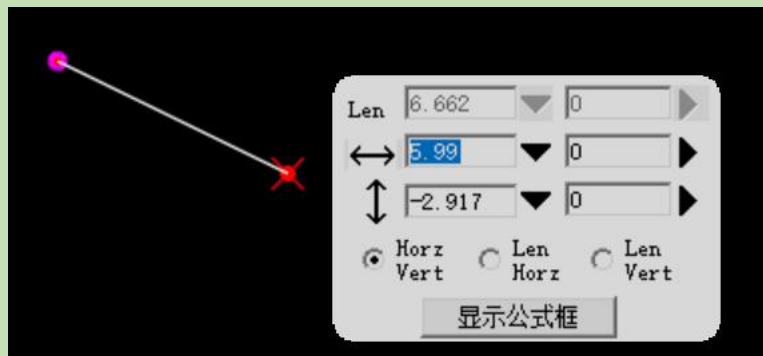 Len 6.662 0
5.99 0
-2.917 0
Horz Vert Len Horz Len Vert
显示公式框